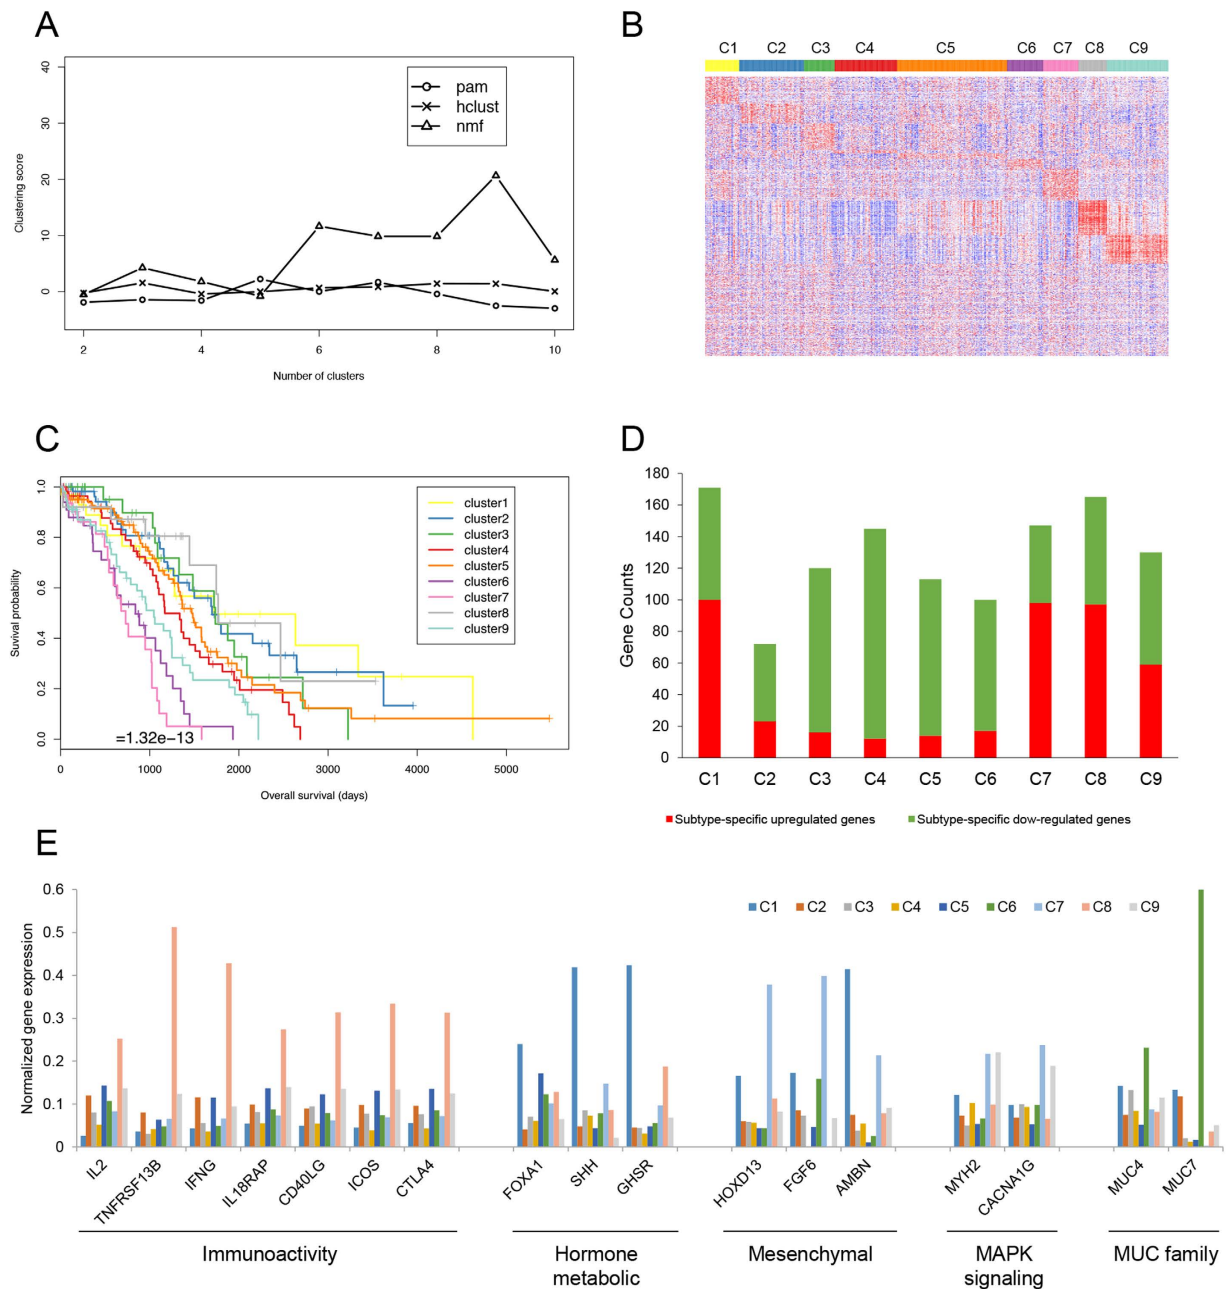 A
40
30
20
10
0
Clustering score
pam
hclust
nmf
2
4
6
8
10
Number of clusters
B
C1 C2 C3 C4 C5 C6 C7 C8 C9
C
1.0
0.8
0.6
0.4
0.2
0.0
Suvival probability
cluster1
cluster2
cluster3
cluster4
cluster5
cluster6
cluster7
cluster8
cluster9
=1.32e-13
0 1000 2000 3000 4000 5000
Overall survival (days)
D
180
160
140
120
100
80
60
40
20
0
Gene Counts
C1 C2 C3 C4 C5 C6 C7 C8 C9
Subtype-specific upregulated genes
Subtype-specific dow-regulated genes
E
0.6
0.5
0.4
0.3
0.2
0.1
0
Normalized gene expression
C1 C2 C3 C4 C5 C6 C7 C8 C9
IL2
TNFRSF13B
IFNG
IL18RAP
CD40LG
ICOS
CTLA4
FOXA1
SHH
GHSR
HOXD13
FGF6
AMBN
MYH2
CACNA1G
MUC4
MUC7
Immunoactivity
Hormone
metabolic
Mesenchymal
MAPK
signaling
MUC family